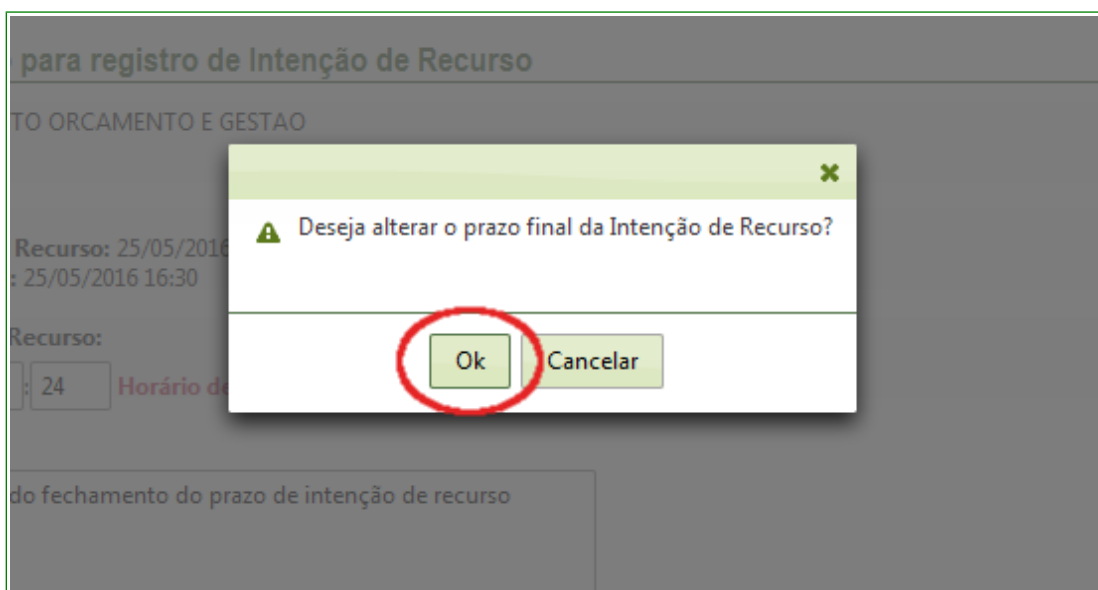 para registro de Intenção de Recurso
TO ORCAMENTO E GESTAO
Deseja alterar o prazo final da Intenção de Recurso?
Recurso: 25/05/2016
: 25/05/2016 16:30
Recurso:
: 24 Horário de
Ok Cancelar
do fechamento do prazo de intenção de recurso